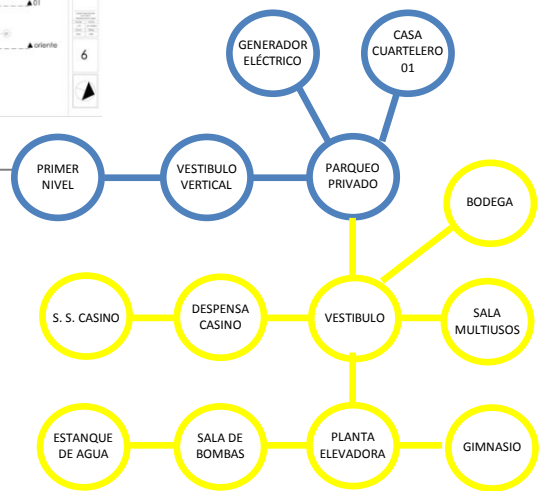 01
oriente
6
GENERADOR
ELÉCTRICO
CASA
CUARTELERO
01
PRIMER
NIVEL
VESTIBULO
VERTICAL
PARQUEO
PRIVADO
BODEGA
S. S. CASINO
DESPENSA
CASINO
VESTIBULO
SALA
MULTIUSOS
ESTANQUE
DE AGUA
SALA DE
BOMBAS
PLANTA
ELEVADORA
GIMNASIO